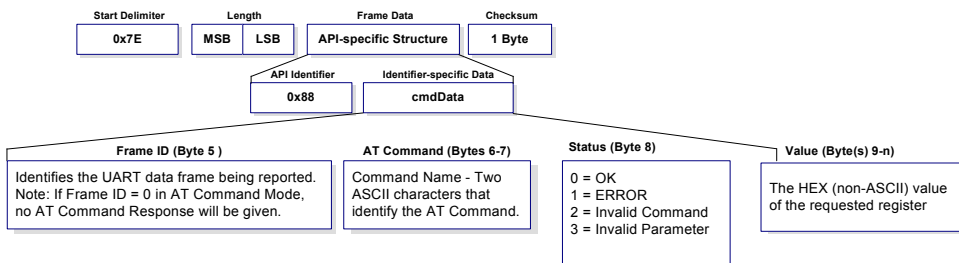 Start Delimiter Length Frame Data Checksum
0x7E MSB LSB API-specific Structure 1 Byte
API Identifier Identifier-specific Data
0x88 cmdData
Frame ID (Byte 5 )
Identifies the UART data frame being reported.
Note: If Frame ID = 0 in AT Command Mode,
no AT Command Response will be given.
AT Command (Bytes 6-7)
Command Name - Two
ASCII characters that
identify the AT Command.
Status (Byte 8)
0 = OK
1 = ERROR
2 = Invalid Command
3 = Invalid Parameter
Value (Byte(s) 9-n)
The HEX (non-ASCII) value
of the requested register